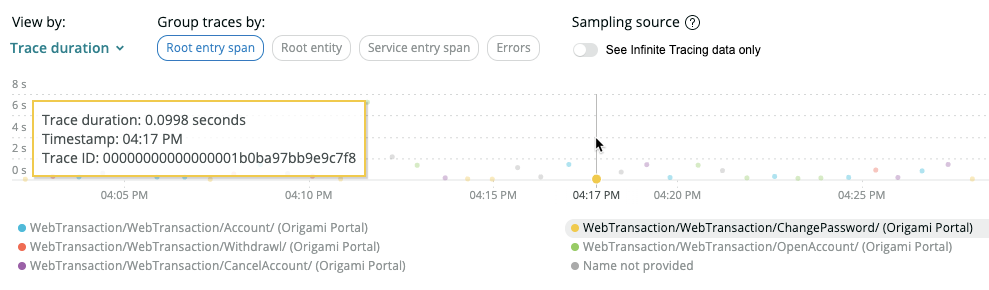 View by:
Group traces by:
Sampling source ?
Trace duration
Root entry span
Root entity
Service entry span
Errors
See Infinite Tracing data only
8 s
6 s
4 s
2 s
0 s
Trace duration: 0.0998 seconds
Timestamp: 04:17 PM
Trace ID: 00000000000000001b0ba97bb9e9c7f8
04:05 PM
04:10 PM
04:15 PM
04:17 PM
04:20 PM
04:25 PM
WebTransaction/WebTransaction/Account/ (Origami Portal)
WebTransaction/WebTransaction/ChangePassword/ (Origami Portal)
WebTransaction/WebTransaction/Withdrawl/ (Origami Portal)
WebTransaction/WebTransaction/OpenAccount/ (Origami Portal)
WebTransaction/WebTransaction/CancelAccount/ (Origami Portal)
Name not provided